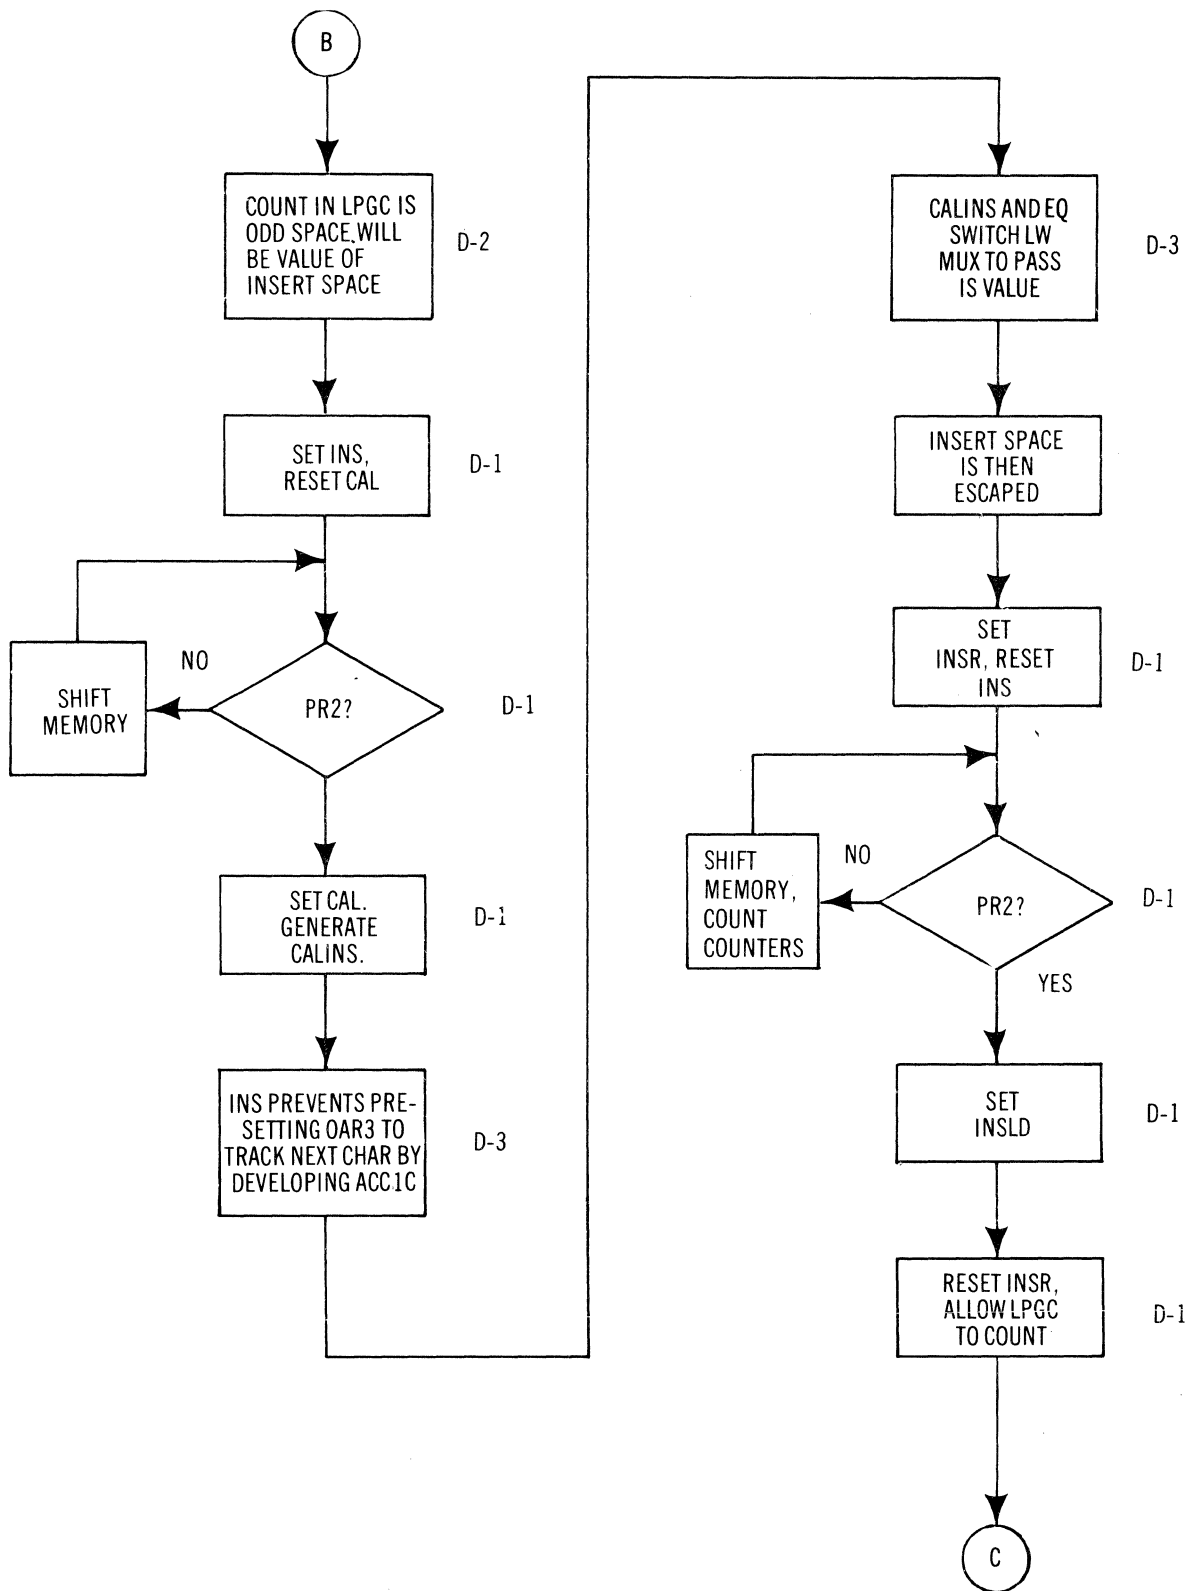 B
COUNT IN LPGC IS
ODD SPACE, WILL
BE VALUE OF
INSERT SPACE
D-2
SET INS,
RESET CAL
D-1
NO
SHIFT
MEMORY
PR2?
D-1
SET CAL.
GENERATE
CALINS.
D-1
INS PREVENTS PRE-
SETTING OAR3 TO
TRACK NEXT CHAR BY
DEVELOPING ACC1C
D-3
CALINS AND EQ
SWITCH LW
MUX TO PASS
IS VALUE
D-3
INSERT SPACE
IS THEN
ESCAPED
SET
INSR, RESET
INS
D-1
NO
SHIFT
MEMORY,
COUNT
COUNTERS
PR2?
D-1
YES
SET
INSLD
D-1
RESET INSR,
ALLOW LPGC
TO COUNT
D-1
C